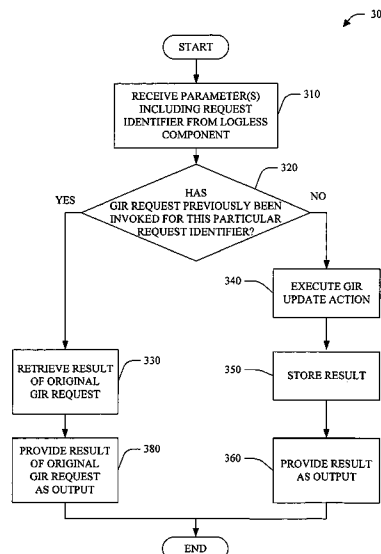 30
START
RECEIVE PARAMETER(S)
INCLUDING REQUEST
IDENTIFIER FROM LOGLESS
COMPONENT
310
320
YES
HAS
GIR REQUEST PREVIOUSLY BEEN
INVOKED FOR THIS PARTICULAR
REQUEST IDENTIFIER?
NO
340
EXECUTE GIR
UPDATE ACTION
RETRIEVE RESULT
OF ORIGINAL
GIR REQUEST
330
350
STORE RESULT
PROVIDE RESULT
OF ORIGINAL
GIR REQUEST
AS OUTPUT
380
360
PROVIDE RESULT
AS OUTPUT
END